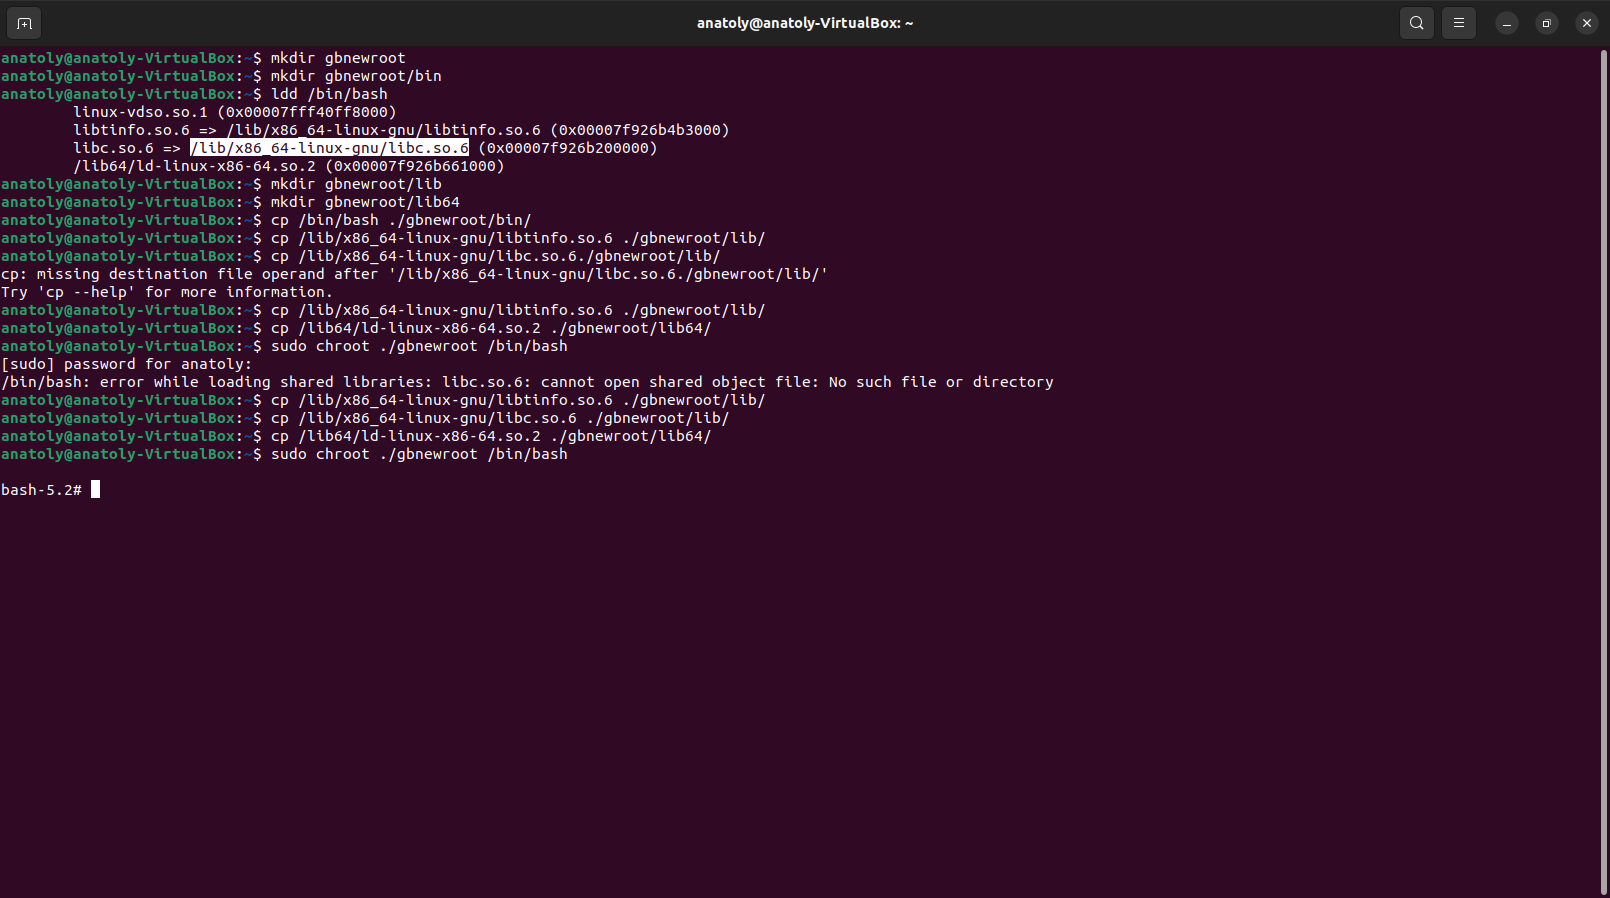 anatoly@anatoly-VirtualBox: ~
anatoly@anatoly-VirtualBox:~$ mkdir gbnewroot
anatoly@anatoly-VirtualBox:~$ mkdir gbnewroot/bin
anatoly@anatoly-VirtualBox:~$ ldd /bin/bash
linux-vdso.so.1 (0x00007fff40ff8000)
libtinfo.so.6 => /lib/x86_64-linux-gnu/libtinfo.so.6 (0x00007f926b4b3000)
libc.so.6 => /lib/x86_64-linux-gnu/libc.so.6 (0x00007f926b200000)
/lib64/ld-linux-x86-64.so.2 (0x00007f926b661000)
anatoly@anatoly-VirtualBox:~$ mkdir gbnewroot/lib
anatoly@anatoly-VirtualBox:~$ mkdir gbnewroot/lib64
anatoly@anatoly-VirtualBox:~$ cp /bin/bash ./gbnewroot/bin/
anatoly@anatoly-VirtualBox:~$ cp /lib/x86_64-linux-gnu/libtinfo.so.6 ./gbnewroot/lib/
anatoly@anatoly-VirtualBox:~$ cp /lib/x86_64-linux-gnu/libc.so.6./gbnewroot/lib/
cp: missing destination file operand after '/lib/x86_64-linux-gnu/libc.so.6./gbnewroot/lib/'
Try 'cp --help' for more information.
anatoly@anatoly-VirtualBox:~$ cp /lib/x86_64-linux-gnu/libtinfo.so.6 ./gbnewroot/lib/
anatoly@anatoly-VirtualBox:~$ cp /lib64/ld-linux-x86-64.so.2 ./gbnewroot/lib64/
anatoly@anatoly-VirtualBox:~$ sudo chroot ./gbnewroot /bin/bash
[sudo] password for anatoly:
/bin/bash: error while loading shared libraries: libc.so.6: cannot open shared object file: No such file or directory
anatoly@anatoly-VirtualBox:~$ cp /lib/x86_64-linux-gnu/libtinfo.so.6 ./gbnewroot/lib/
anatoly@anatoly-VirtualBox:~$ cp /lib/x86_64-linux-gnu/libc.so.6 ./gbnewroot/lib/
anatoly@anatoly-VirtualBox:~$ cp /lib64/ld-linux-x86-64.so.2 ./gbnewroot/lib64/
anatoly@anatoly-VirtualBox:~$ sudo chroot ./gbnewroot /bin/bash
bash-5.2#